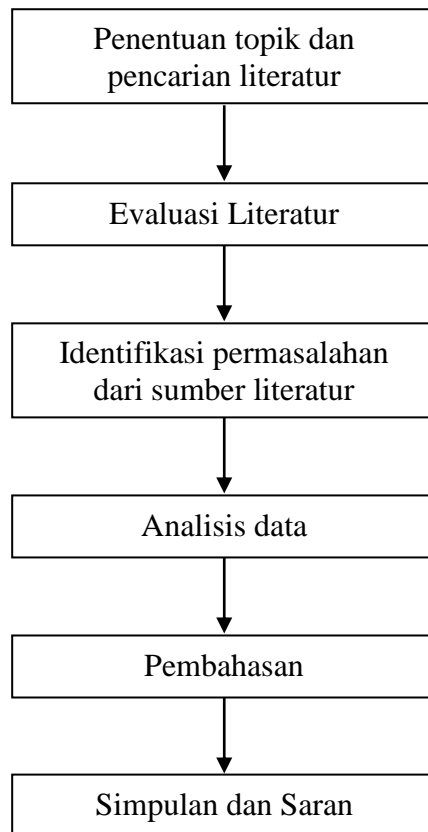 Penentuan topik dan
pencarian literatur
Evaluasi Literatur
Identifikasi permasalahan
dari sumber literatur
Analisis data
Pembahasan
Simpulan dan Saran